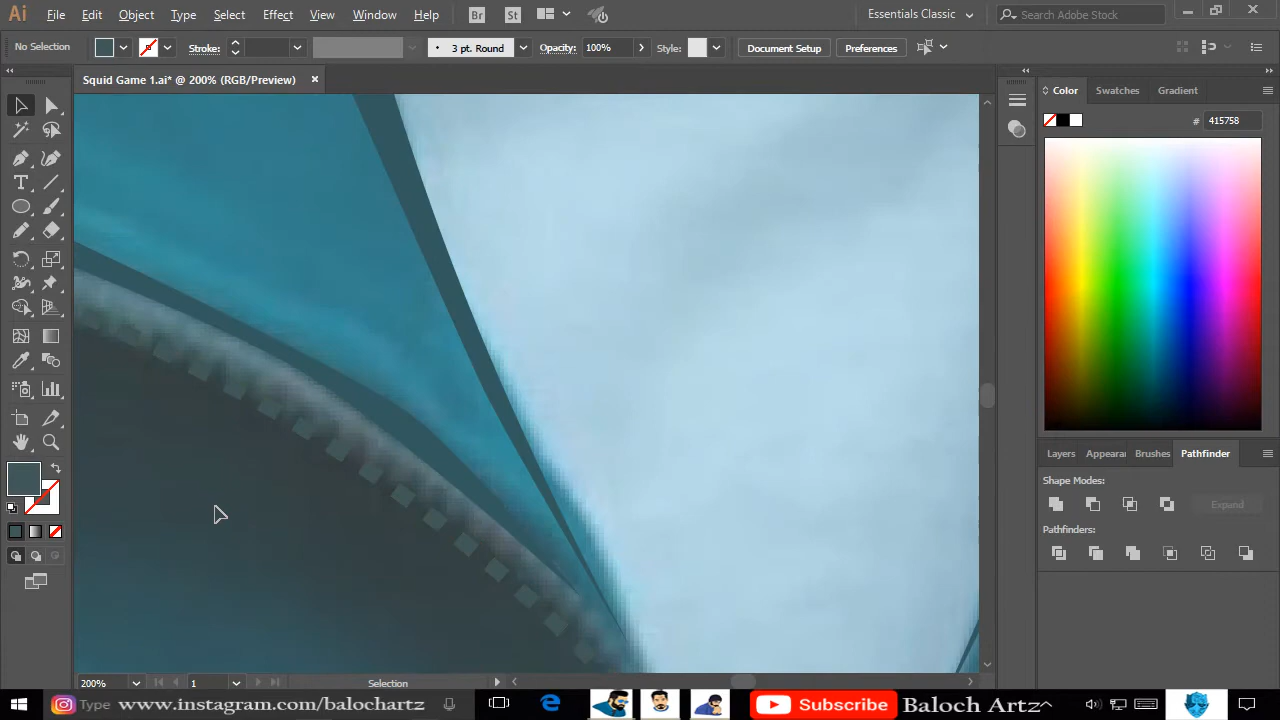 Ai File Edit Object Type Select Effect View Window Help Br St Essentials Classic Search Adobe Stock
No Selection Stroke: 3 pt. Round Opacity: 100% Style: Document Setup Preferences
Squid Game 1.ai* @ 200% (RGB/Preview)
Color Swatches Gradient
# 415758
Layers Appearar Brushes Pathfinder
Shape Modes:
Expand
Pathfinders:
200% 1 Selection
Type www.instagram.com/balochartz Subscribe Baloch Artz